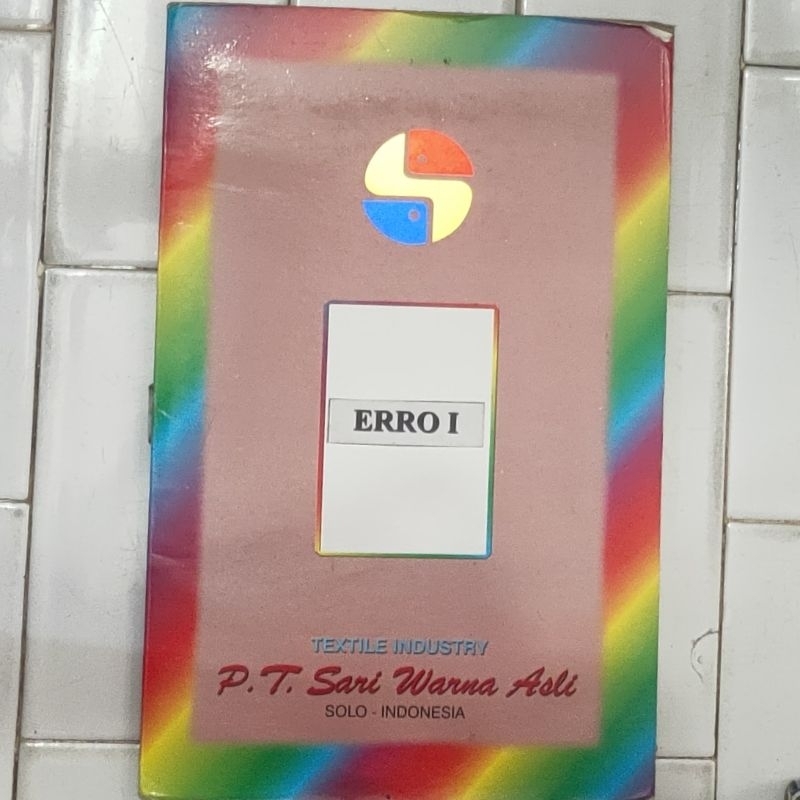 ERRO I
TEXTILE INDUSTRY
P.T. Sari Warna Asli
SOLO - INDONESIA